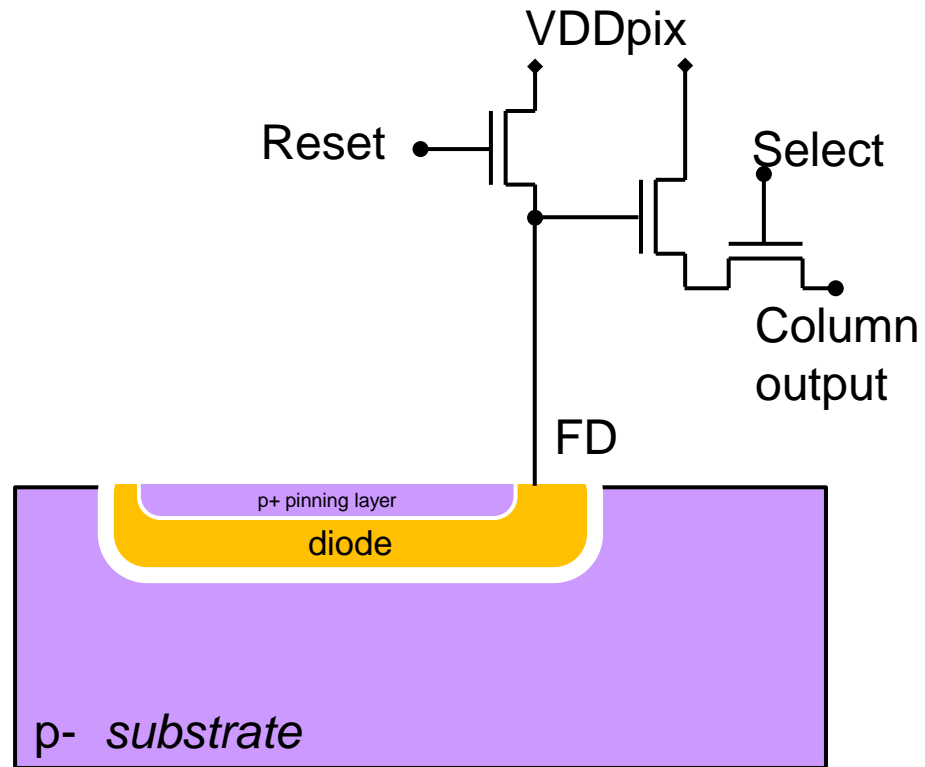 VDDpix
Reset
Select
Column
output
FD
p+ pinning layer
diode
p- substrate